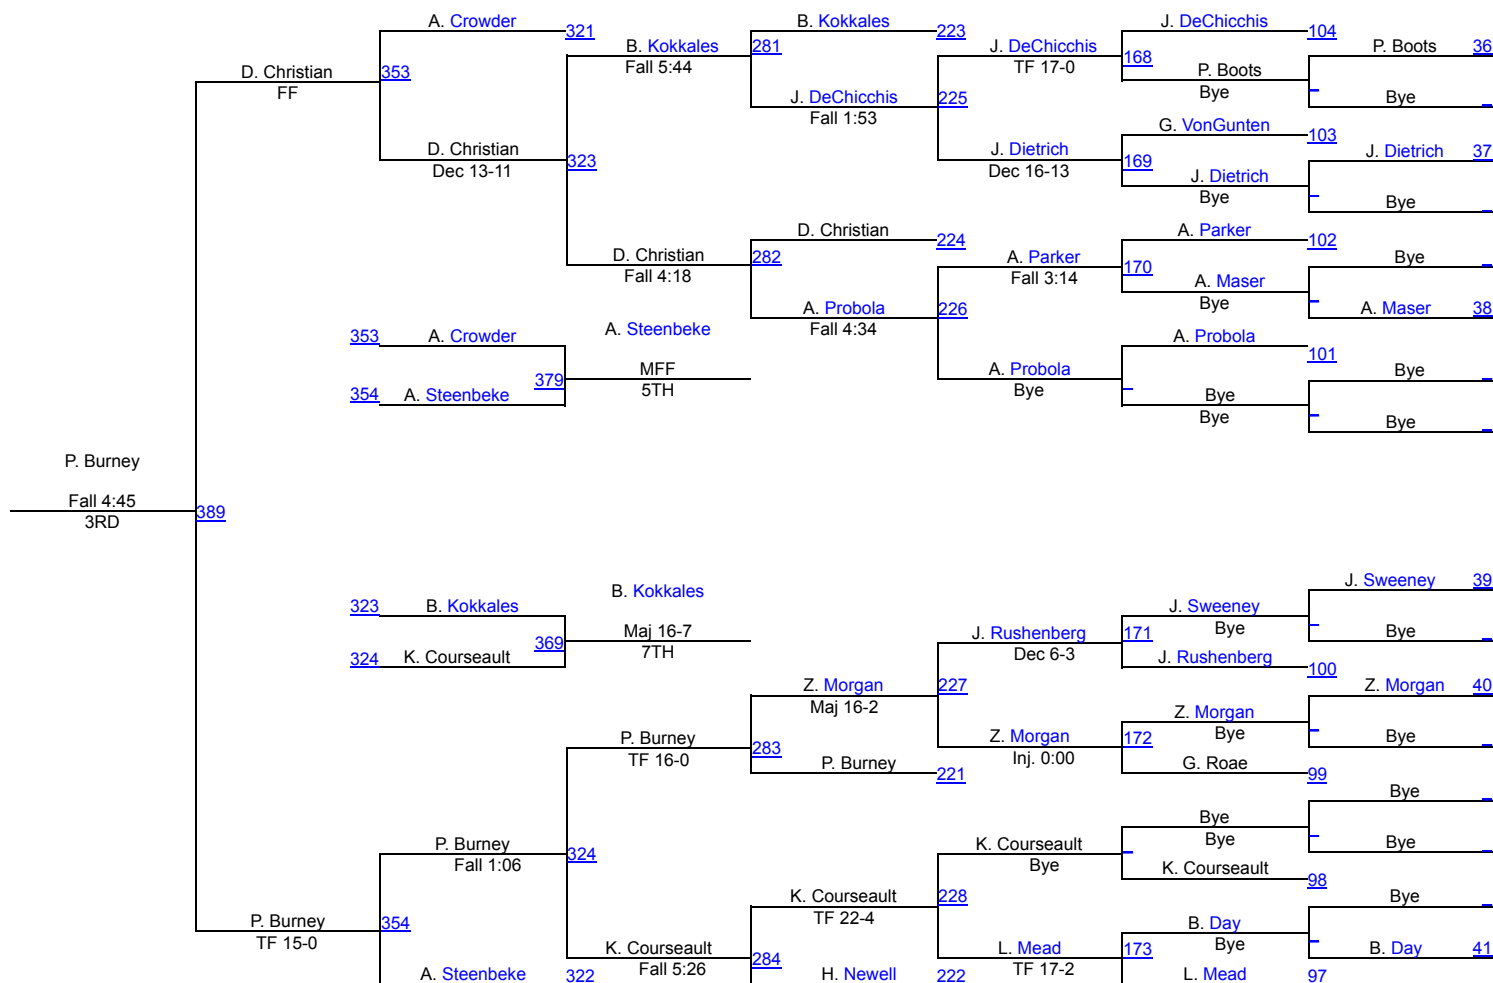 A. Crowder 321 B. Kokkales 223 J. DeChicchis 104
B. Kokkales 281 J. DeChicchis P. Boots 36
D. Christian 353 Fall 5:44 TF 17-0 168 P. Boots
FF J. DeChicchis 225 Bye Bye
Fall 1:53 G. VonGunten 103
D. Christian 323 J. Dietrich 169 J. Dietrich 37
Dec 13-11 Dec 16-13 J. Dietrich
Bye Bye
D. Christian 224 A. Parker 102
D. Christian 282 A. Parker 170 Bye
Fall 4:18 Fall 3:14 A. Maser
A. Probola 226 Bye A. Maser 38
353 A. Crowder A. Steenbeke Fall 4:34 A. Probola 101
379 MFF A. Probola Bye
354 A. Steenbeke 5TH Bye Bye
Bye Bye
P. Burney
Fall 4:45
3RD 389
B. Kokkales J. Sweeney 39
323 B. Kokkales J. Sweeney
369 Maj 16-7 J. Rushenberg 171 Bye Bye
324 K. Courseault 7TH Dec 6-3 J. Rushenberg 100
Z. Morgan 227 Z. Morgan 40
Maj 16-2 Z. Morgan
P. Burney 283 Z. Morgan 172 Bye Bye
TF 16-0 P. Burney 221 Inj. 0:00 G. Roae 99
Bye
Bye
P. Burney 324 K. Courseault Bye Bye
Fall 1:06 Bye K. Courseault 98
K. Courseault 228 Bye
P. Burney 354 TF 22-4 B. Day
TF 15-0 K. Courseault 284 L. Mead 173 Bye B. Day 41
A. Steenbeke 322 Fall 5:26 H. Newell 222 TF 17-2 L. Mead 97